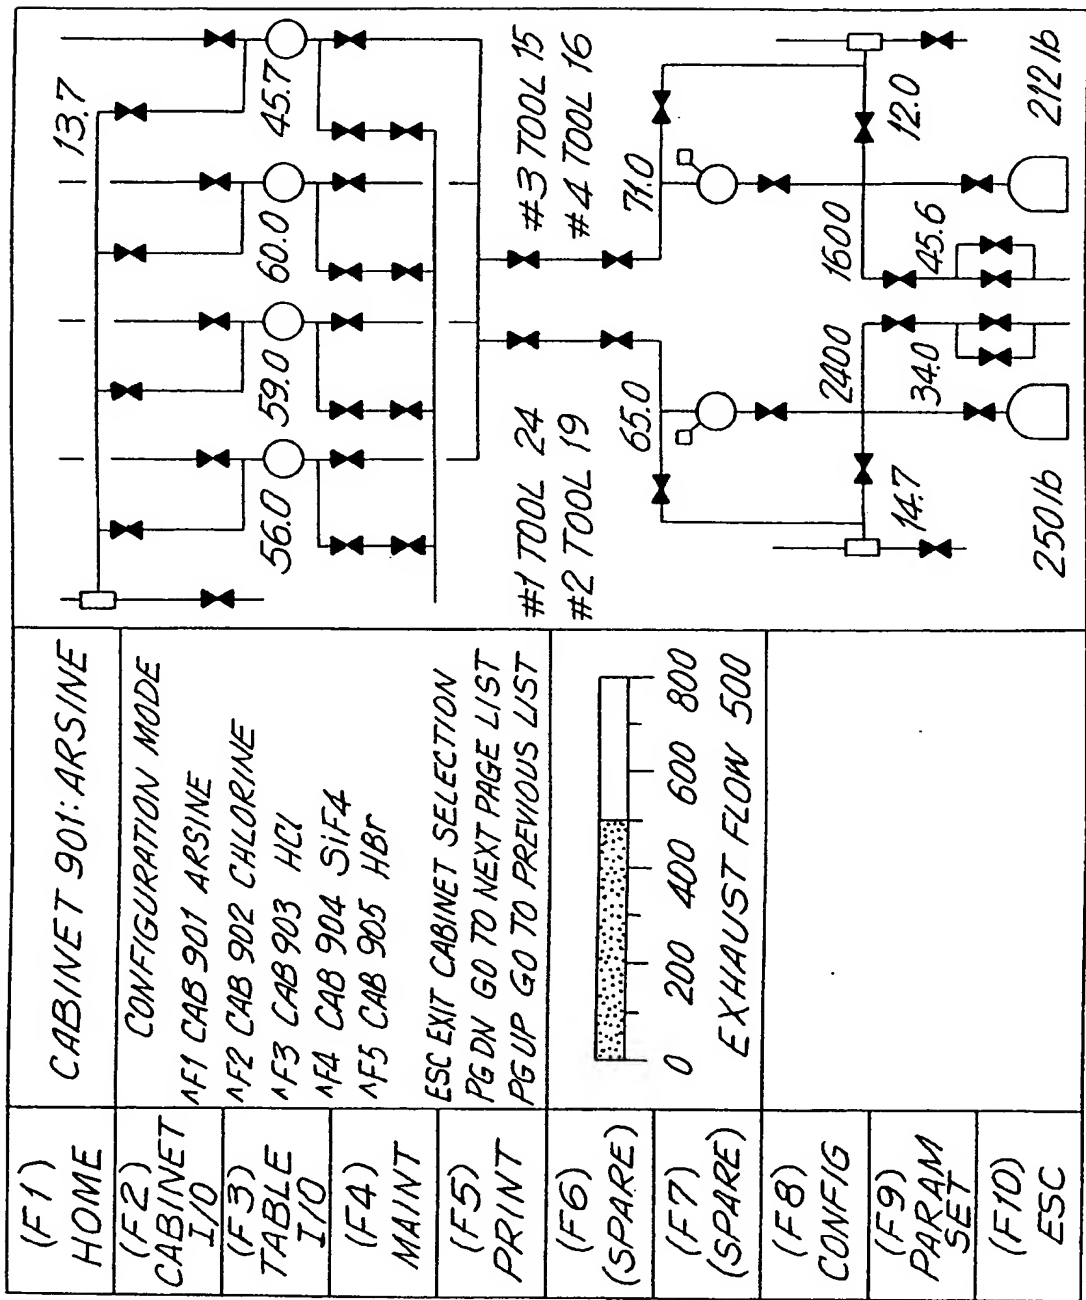 (F1)
HOME
(F2)
CABINET
I/O
(F3)
TABLE
I/O
(F4)
MAINT
(F5)
PRINT
(F6)
(SPARE)
(F7)
(SPARE)
(F8)
CONFIG
(F9)
PARAM
SET
(F10)
ESC
CABINET 901: ARSINE
CONFIGURATION MODE
^F1 CAB 901 ARSINE
^F2 CAB 902 CHLORINE
^F3 CAB 903 HCl
^F4 CAB 904 SiF4
^F5 CAB 905 HBr
ESC EXIT CABINET SELECTION
PG DN GO TO NEXT PAGE LIST
PG UP GO TO PREVIOUS LIST
0 200 400 600 800
EXHAUST FLOW 500
13.7
56.0 59.0 60.0 45.7
#1 TOOL 24
#2 TOOL 19
#3 TOOL 15
#4 TOOL 16
65.0 71.0
2400 1600
14.7 34.0 45.6 12.0
250 lb 212 lb